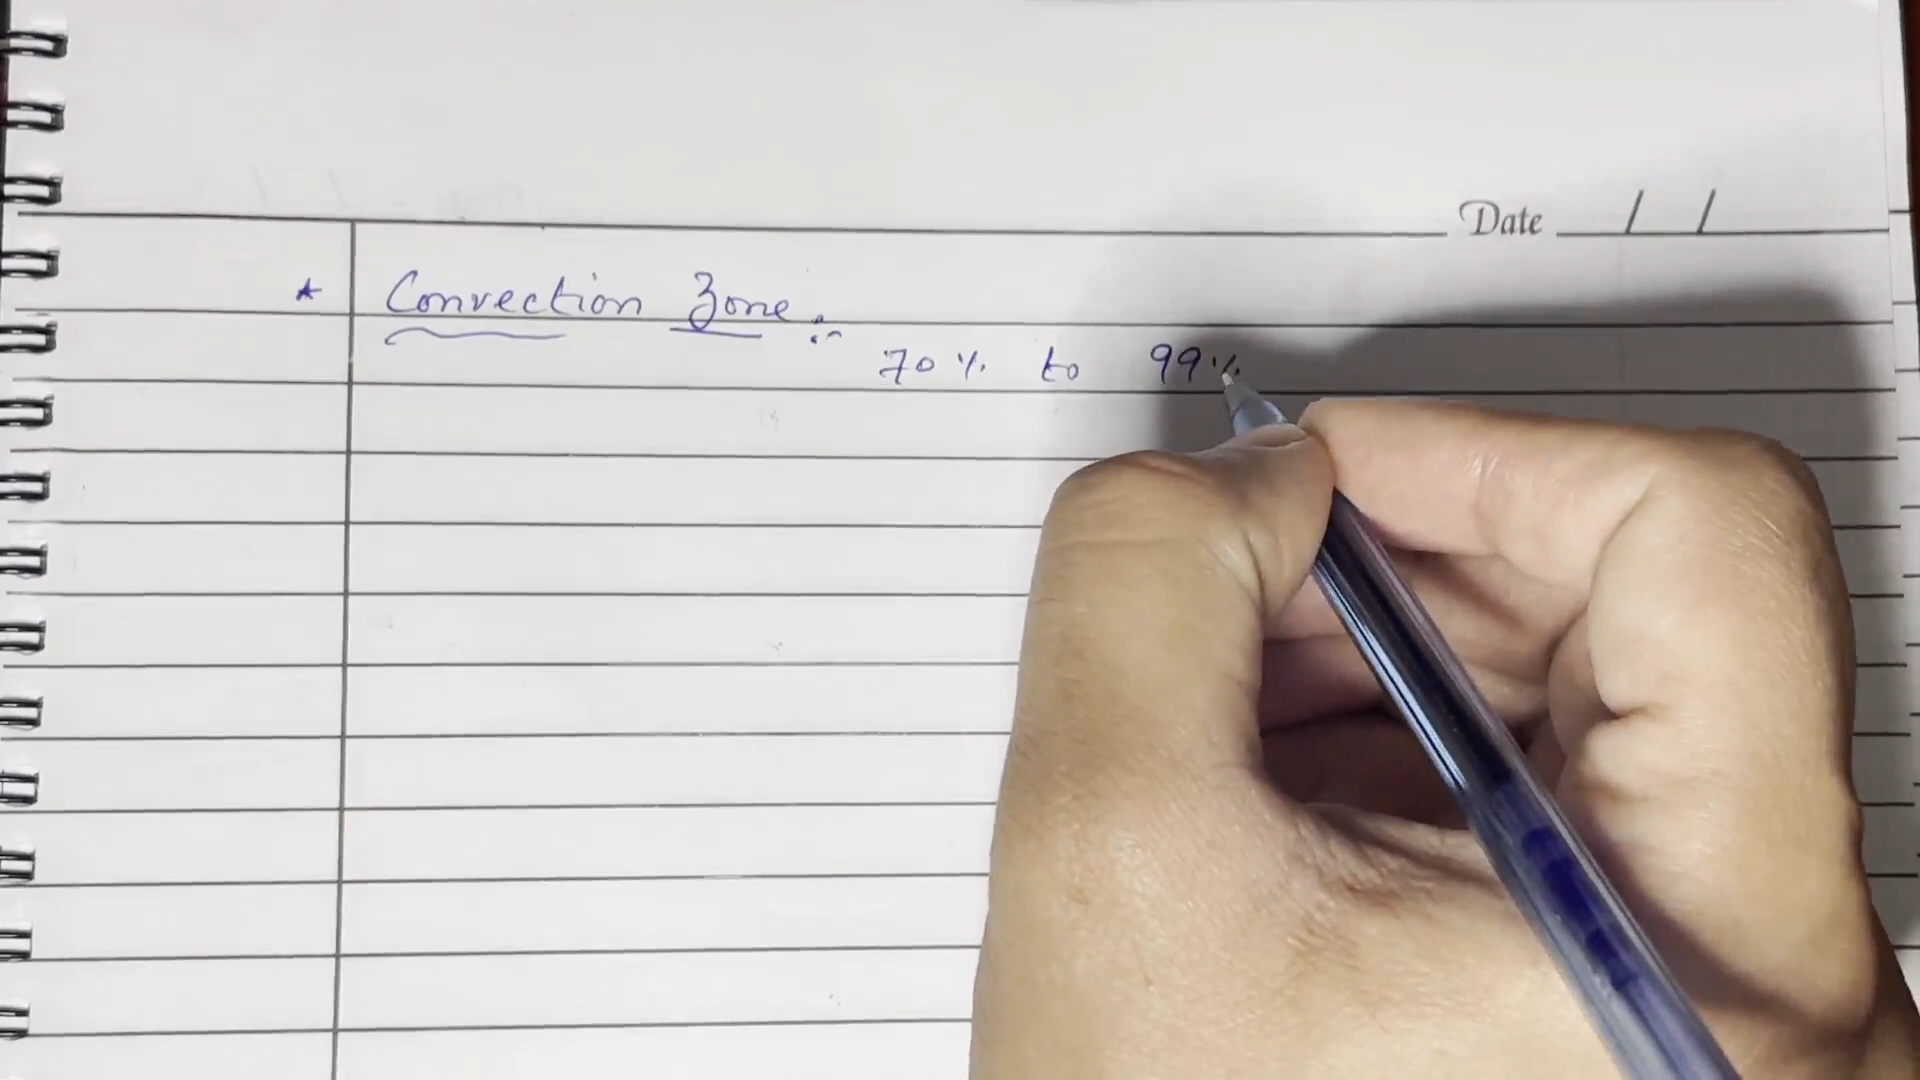 Date / /
* Convection Zone :-
70% to 99%